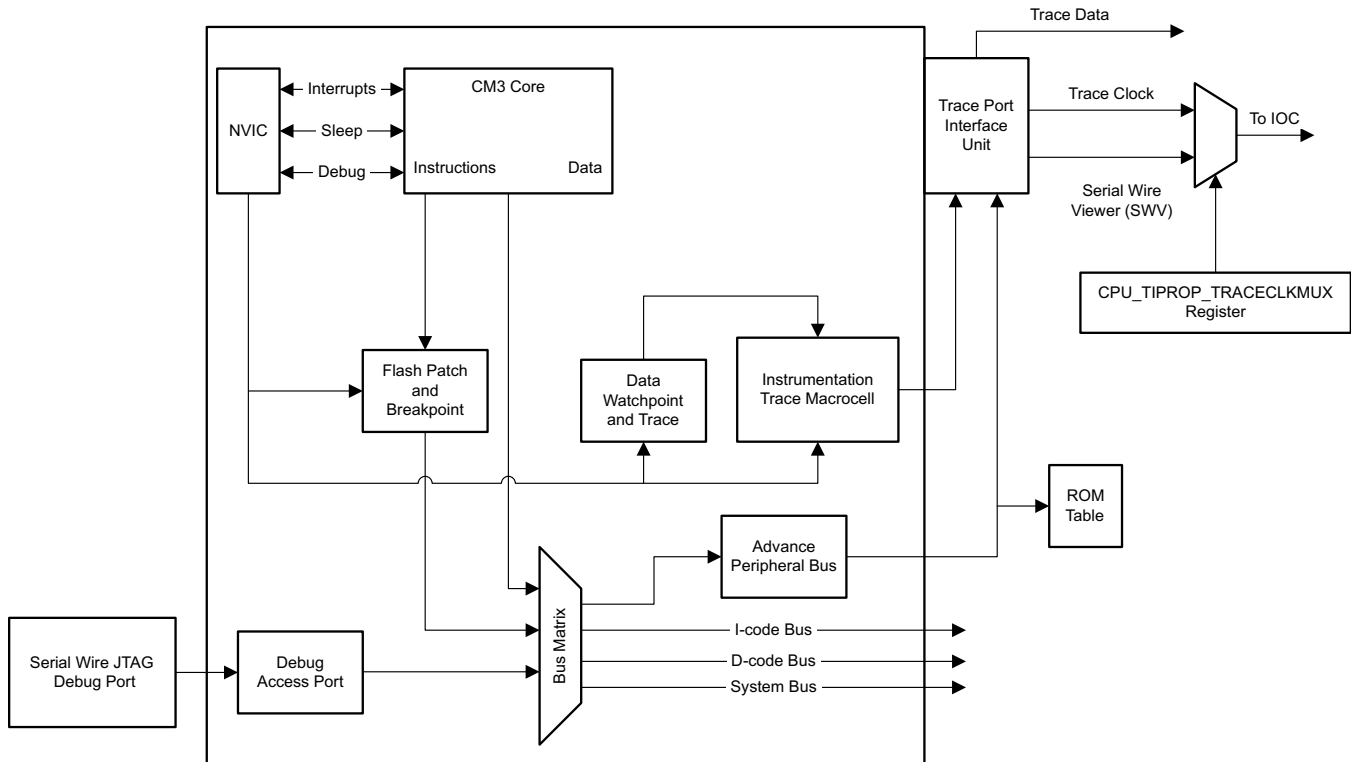 Trace Data
NVIC
Interrupts
Sleep
Debug
CM3 Core
Instructions
Data
Trace Port
Interface
Unit
Trace Clock
To IOC
Serial Wire
Viewer (SWV)
CPU_TIPROP_TRACECLKMUX
Register
Flash Patch
and
Breakpoint
Data
Watchpoint
and Trace
Instrumentation
Trace Macrocell
ROM
Table
Advance
Peripheral Bus
Serial Wire JTAG
Debug Port
Debug
Access Port
Bus Matrix
I-code Bus
D-code Bus
System Bus